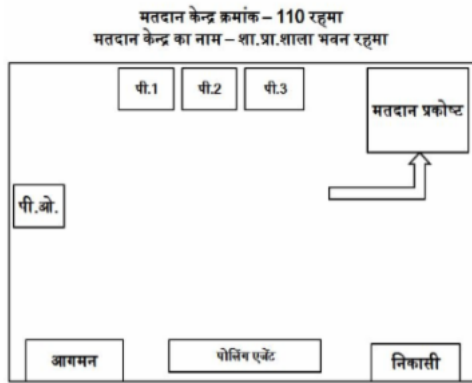 मतदान केन्द्र क्रमांक – 110 रहमा
मतदान केन्द्र का नाम – शा.प्रा.शाला भवन रहमा
पी.1 पी.2 पी.3
मतदान प्रकोष्ट
पी.ओ.
आगमन पोलिंग एजेंट निकासी